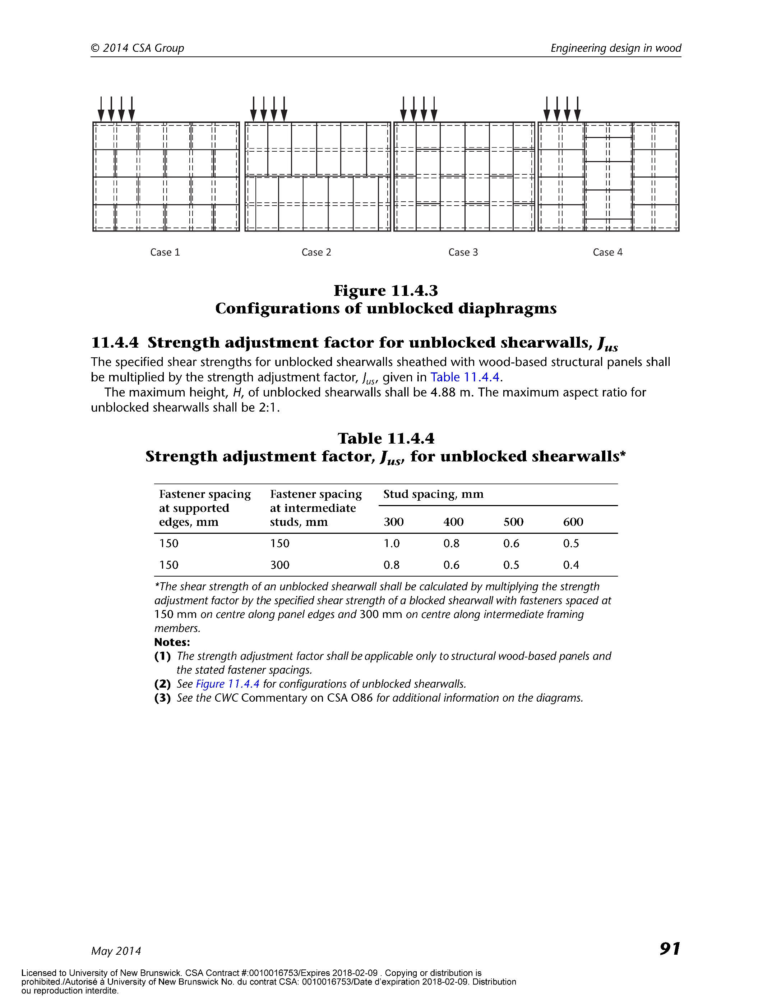 © 2014 CSA Group
Engineering design in wood
Case 1
Case 2
Case 3
Case 4
Figure 11.4.3
Configurations of unblocked diaphragms
11.4.4 Strength adjustment factor for unblocked shearwalls, Jus
The specified shear strengths for unblocked shearwalls sheathed with wood-based structural panels shall
be multiplied by the strength adjustment factor, Jus, given in Table 11.4.4.
The maximum height, H, of unblocked shearwalls shall be 4.88 m. The maximum aspect ratio for
unblocked shearwalls shall be 2:1.
Table 11.4.4
Strength adjustment factor, Jus, for unblocked shearwalls*
Fastener spacing Fastener spacing Stud spacing, mm
at supported at intermediate
edges, mm studs, mm 300 400 500 600
150 150 1.0 0.8 0.6 0.5
150 300 0.8 0.6 0.5 0.4
*The shear strength of an unblocked shearwall shall be calculated by multiplying the strength
adjustment factor by the specified shear strength of a blocked shearwall with fasteners spaced at
150 mm on centre along panel edges and 300 mm on centre along intermediate framing
members.
Notes:
(1) The strength adjustment factor shall be applicable only to structural wood-based panels and
the stated fastener spacings.
(2) See Figure 11.4.4 for configurations of unblocked shearwalls.
(3) See the CWC Commentary on CSA O86 for additional information on the diagrams.
May 2014
91
Licensed to University of New Brunswick. CSA Contract #:0010016753/Expires 2018-02-09 . Copying or distribution is
prohibited./Autorisé à University of New Brunswick No. du contrat CSA: 0010016753/Date d'expiration 2018-02-09. Distribution
ou reproduction interdite.